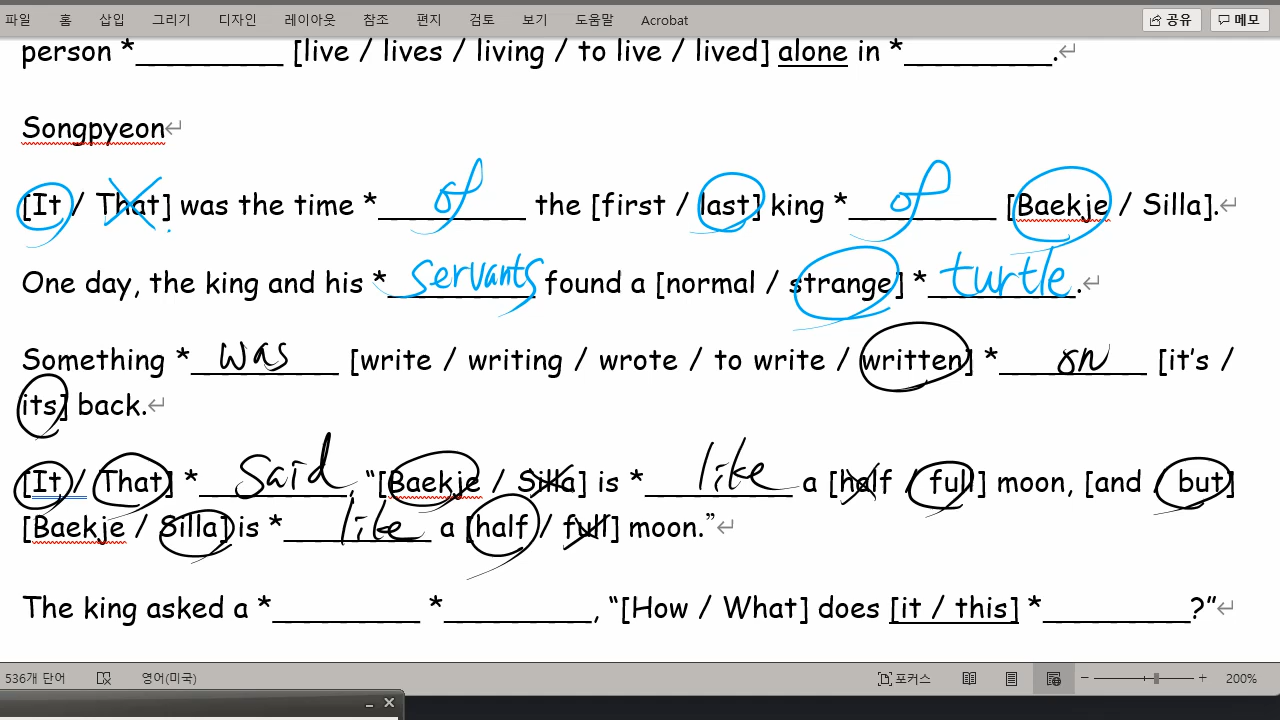 파일 홈 삽입 그리기 디자인 레이아웃 참조 편지 검토 보기 도움말 Acrobat 공유 메모
person *__________ [live / lives / living / to live / lived] alone in *__________.
Songpyeon
[It / That] was the time * of the [first / last] king * of [Baekje / Silla].
One day, the king and his * servants found a [normal / strange] * turtle.
Something * was [write / writing / wrote / to write / written] * on [it's /
its] back.
[It / That] * said, “[Baekje / Silla] is * like a [half / full] moon, [and / but]
[Baekje / Silla] is * like a [half / full] moon.”
The king asked a *__________ *__________, “[How / What] does [it / this] *__________?”
536개 단어 영어(미국) 포커스 200%